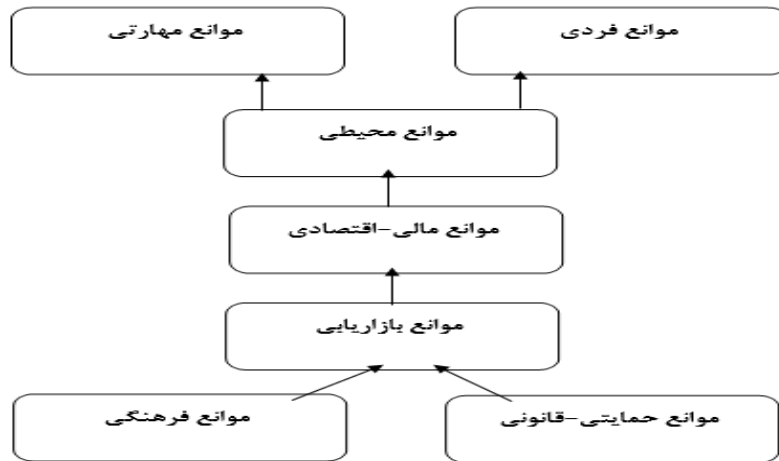 موانع فردی
موانع مهارتی
موانع محیطی
موانع مالی-اقتصادی
موانع بازاریابی
موانع حمایتی-قانونی
موانع فرهنگی